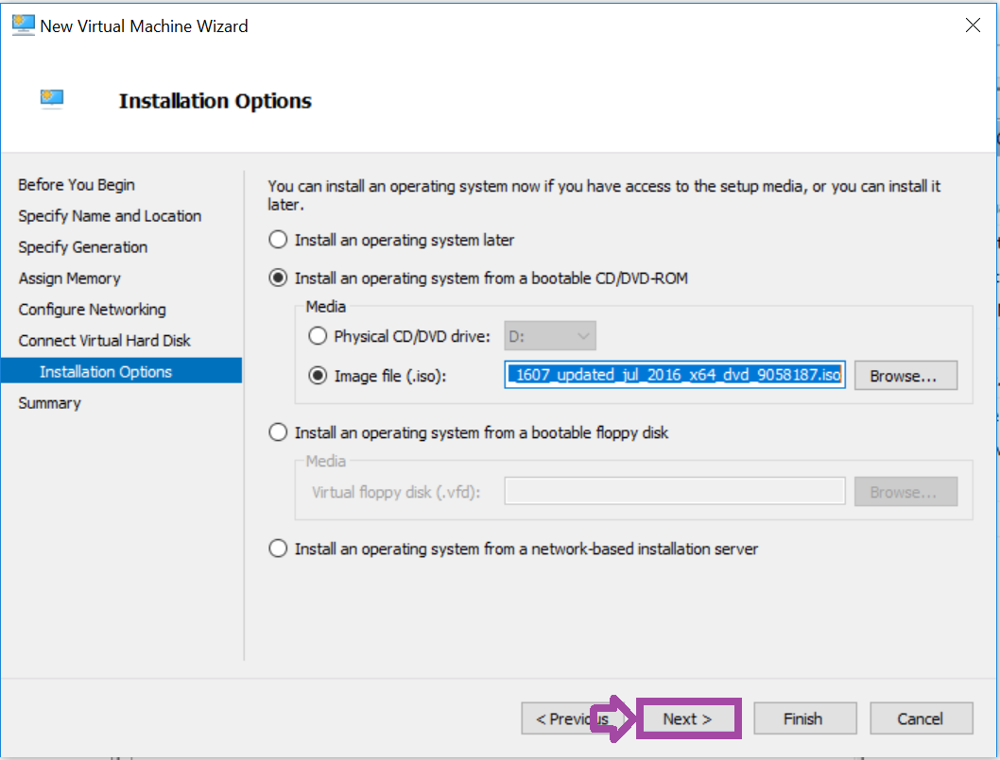 New Virtual Machine Wizard
Installation Options
Before You Begin
Specify Name and Location
Specify Generation
Assign Memory
Configure Networking
Connect Virtual Hard Disk
Installation Options
Summary
You can install an operating system now if you have access to the setup media, or you can install it
later.
Install an operating system later
Install an operating system from a bootable CD/DVD-ROM
Media
Physical CD/DVD drive: D:
Image file (.iso): _1607_updated_jul_2016_x64_dvd_9058187.iso Browse...
Install an operating system from a bootable floppy disk
Media
Virtual floppy disk (.vfd): Browse...
Install an operating system from a network-based installation server
< Previous Next > Finish Cancel